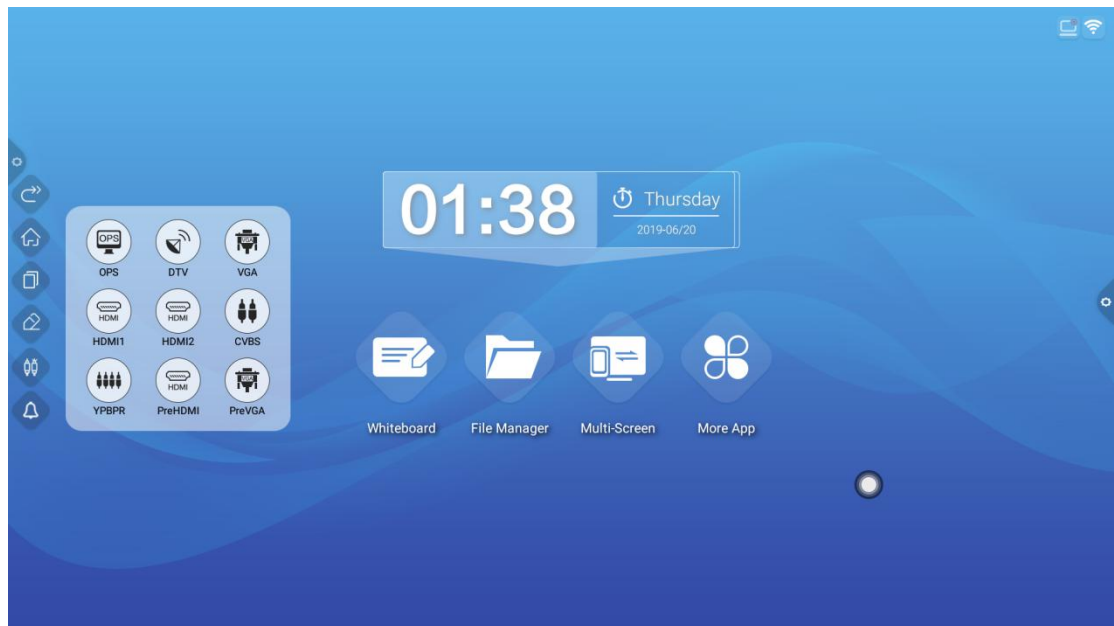 01:38
Thursday
2019-06/20
OPS
OPS
DTV
VGA
VGA
HDMI
HDMI1
HDMI
HDMI2
CVBS
YPBPR
HDMI
PreHDMI
VGA
PreVGA
Whiteboard
File Manager
Multi-Screen
More App